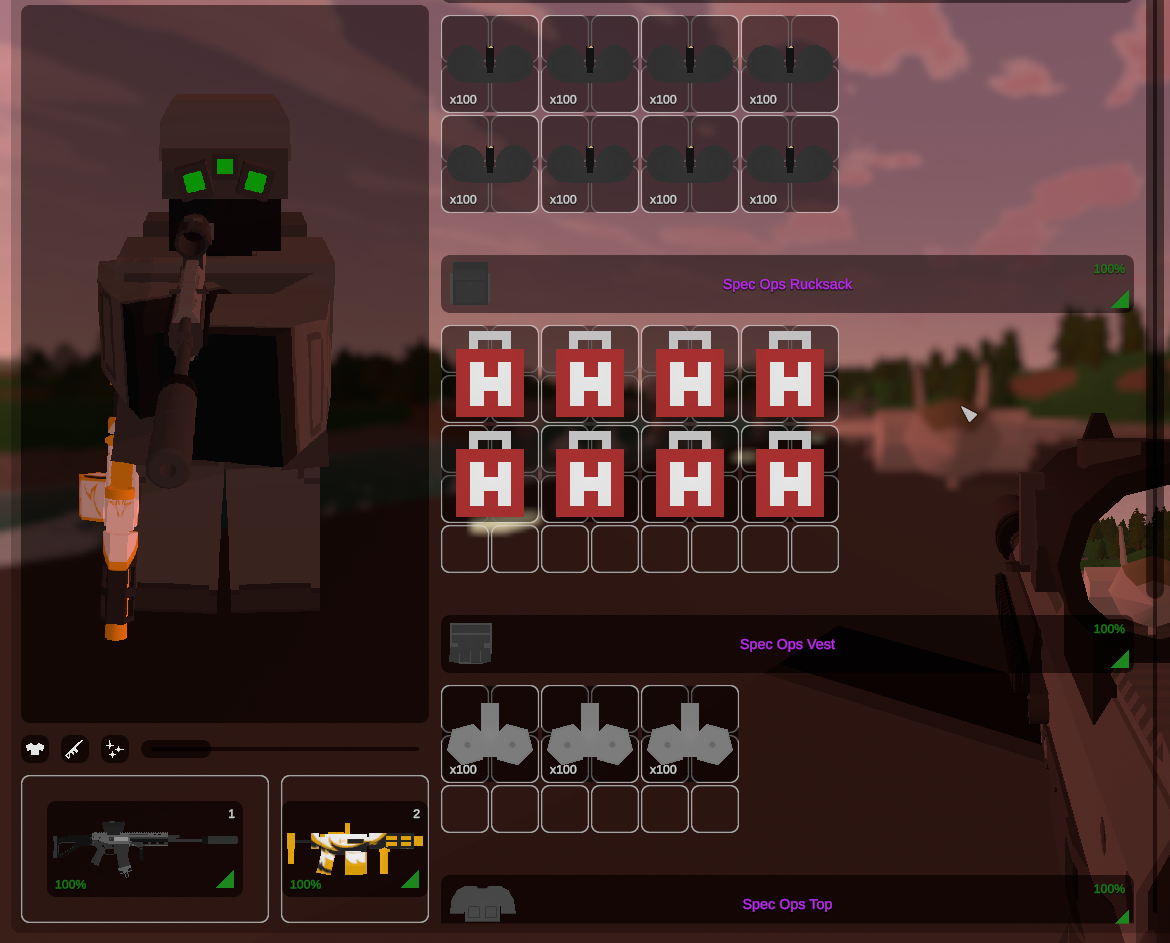 x100 x100 x100 x100
x100 x100 x100 x100
100%
Spec Ops Rucksack
H H H H
H H H H
100%
Spec Ops Vest
x100 x100 x100
1 2
100% 100%
100%
Spec Ops Top